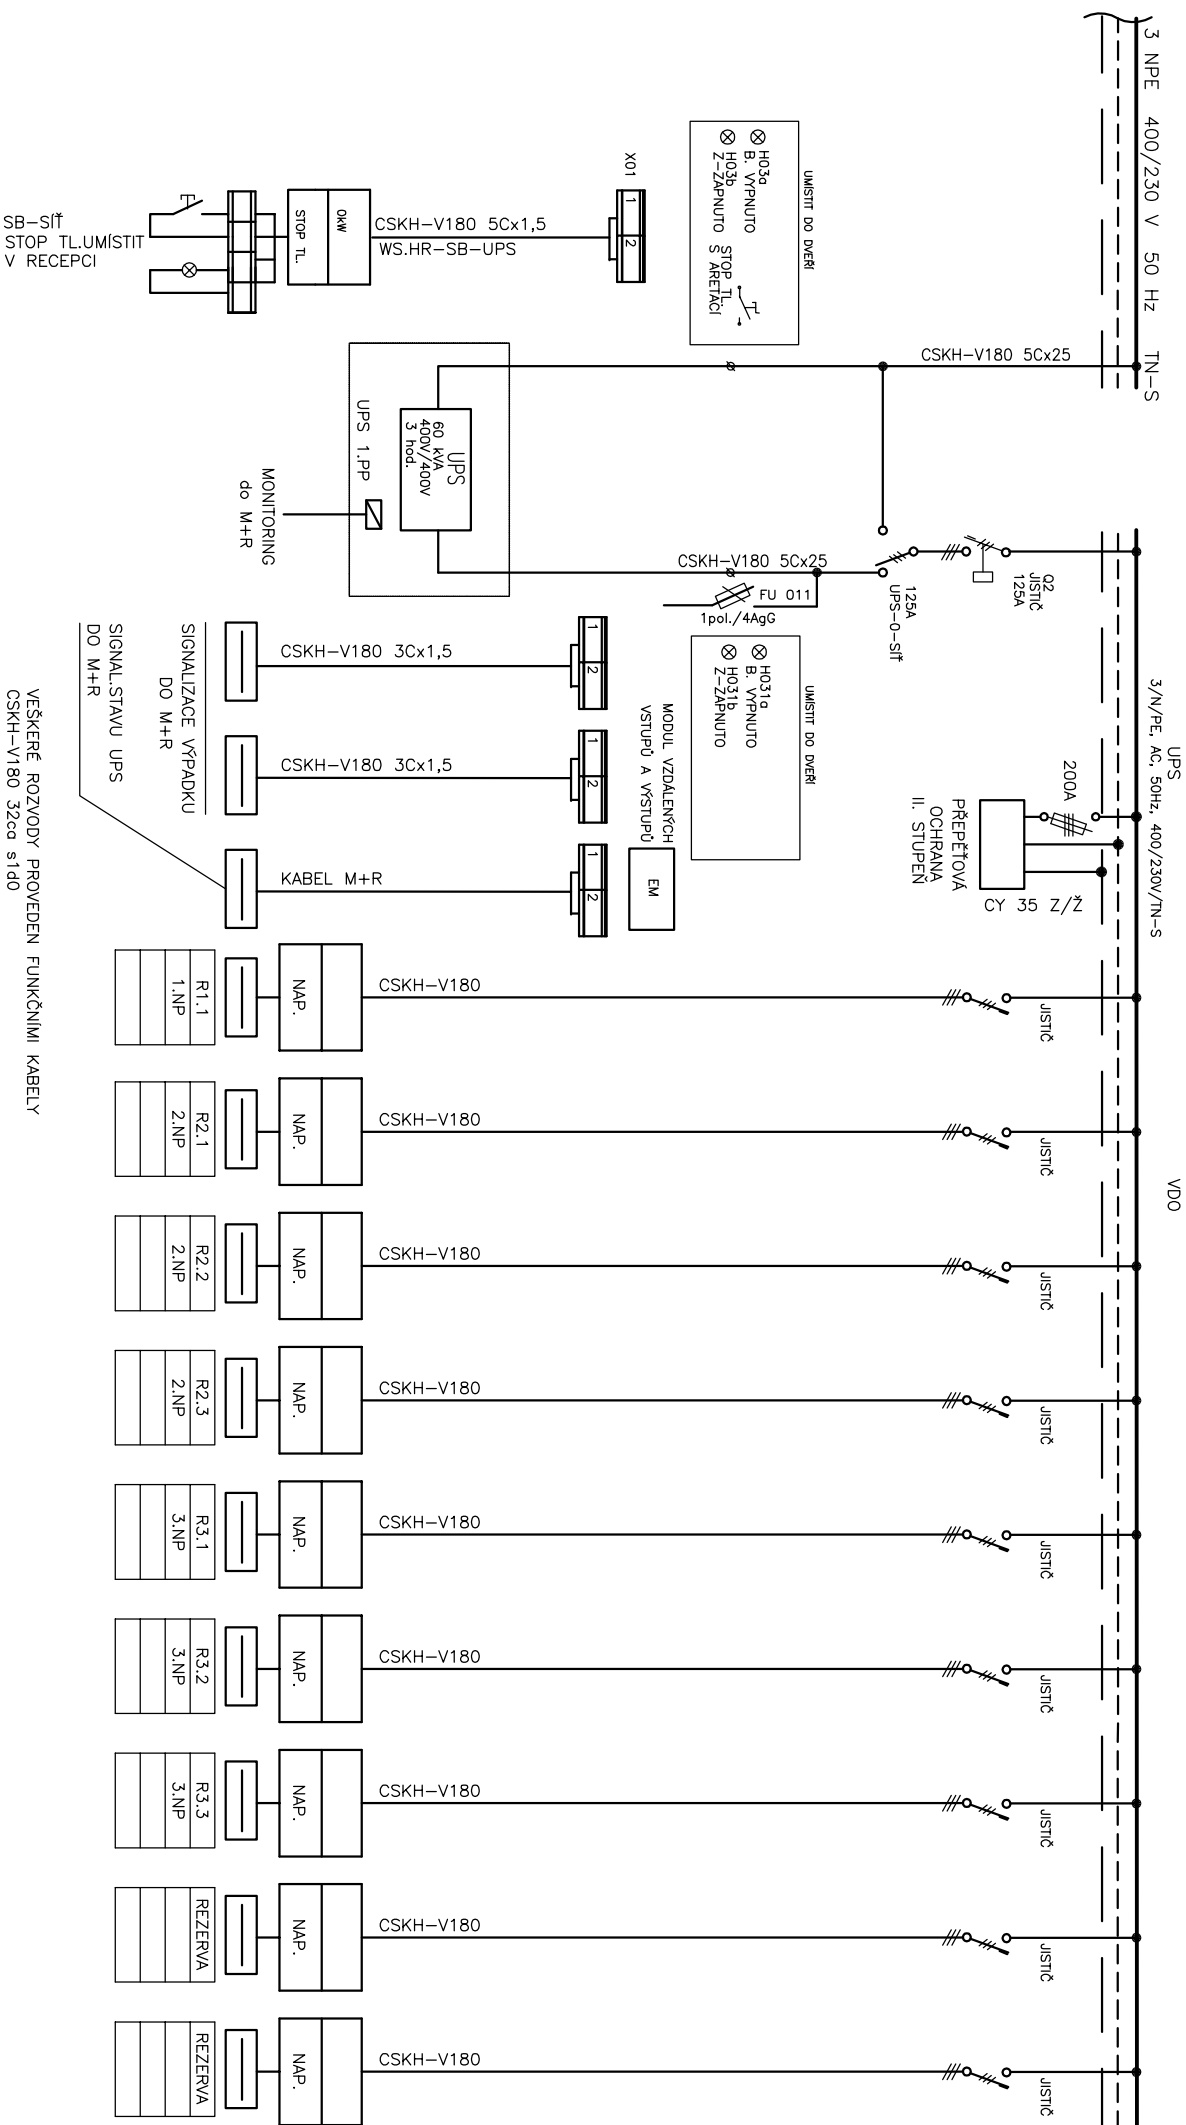 3 NPE 400/230 V 50 Hz TN-S
UPS
3/N/PE, AC, 50Hz, 400/230V/TN-S
VDO
UMÍSTIT DO DVEŘÍ
H03a
B. VYPNUTO
H03b
Z-ZAPNUTO
STOP TL.
S ARETACÍ
X01
1
2
CSKH-V180 5Cx1,5
WS.HR-SB-UPS
0kW
STOP TL.
SB-SÍŤ
STOP TL.UMÍSTIT
V RECEPCI
CSKH-V180 5Cx25
UPS
60 kVA
400V/400V
3 hod.
UPS 1.PP
MONITORING
do M+R
Q2
JISTIČ
125A
125A
UPS-0-SÍŤ
CSKH-V180 5Cx25
FU 011
1pol./4AgG
UMÍSTIT DO DVEŘÍ
H031a
B. VYPNUTO
H031b
Z-ZAPNUTO
MODUL VZDÁLENÝCH
VSTUPŮ A VÝSTUPŮ
EM
200A
PŘEPĚŤOVÁ
OCHRANA
II. STUPEŇ
CY 35 Z/Ž
1
2
CSKH-V180 3Cx1,5
1
2
CSKH-V180 3Cx1,5
1
2
KABEL M+R
SIGNALIZACE VÝPADKU
DO M+R
SIGNAL.STAVU UPS
DO M+R
VEŠKERÉ ROZVODY PROVEDEN FUNKČNÍMI KABELY
CSKH-V180 32ca s1d0
JISTIČ
CSKH-V180
NAP.
R1.1
1.NP
JISTIČ
CSKH-V180
NAP.
R2.1
2.NP
JISTIČ
CSKH-V180
NAP.
R2.2
2.NP
JISTIČ
CSKH-V180
NAP.
R2.3
2.NP
JISTIČ
CSKH-V180
NAP.
R3.1
3.NP
JISTIČ
CSKH-V180
NAP.
R3.2
3.NP
JISTIČ
CSKH-V180
NAP.
R3.3
3.NP
JISTIČ
CSKH-V180
NAP.
REZERVA
JISTIČ
CSKH-V180
NAP.
REZERVA